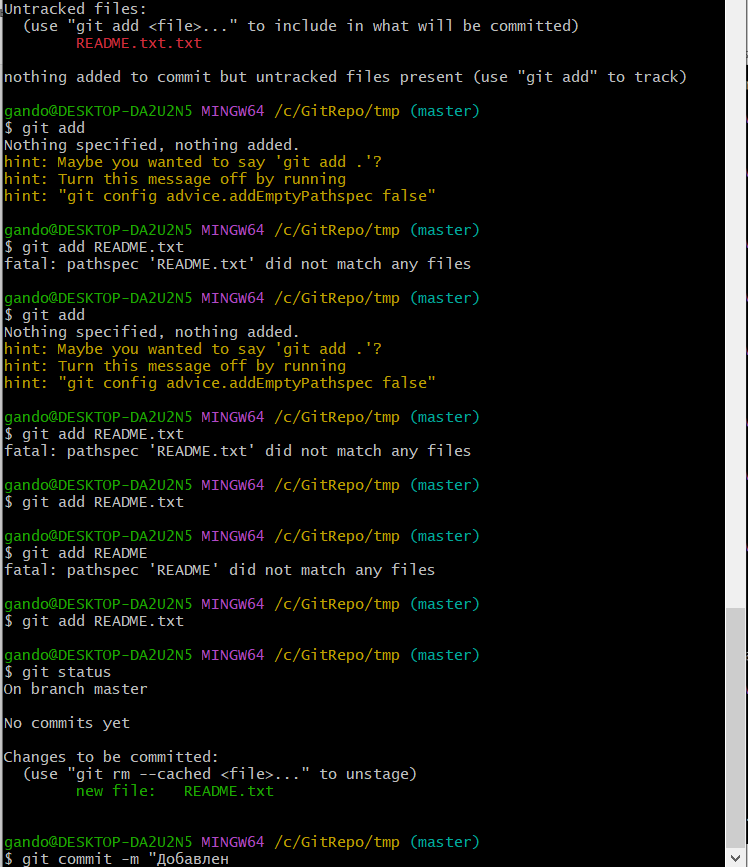 Untracked files:
  (use "git add <file>..." to include in what will be committed)
        README.txt.txt
nothing added to commit but untracked files present (use "git add" to track)
gando@DESKTOP-DA2U2N5 MINGW64 /c/GitRepo/tmp (master)
$ git add
Nothing specified, nothing added.
hint: Maybe you wanted to say 'git add .'?
hint: Turn this message off by running
hint: "git config advice.addEmptyPathspec false"
gando@DESKTOP-DA2U2N5 MINGW64 /c/GitRepo/tmp (master)
$ git add README.txt
fatal: pathspec 'README.txt' did not match any files
gando@DESKTOP-DA2U2N5 MINGW64 /c/GitRepo/tmp (master)
$ git add
Nothing specified, nothing added.
hint: Maybe you wanted to say 'git add .'?
hint: Turn this message off by running
hint: "git config advice.addEmptyPathspec false"
gando@DESKTOP-DA2U2N5 MINGW64 /c/GitRepo/tmp (master)
$ git add README.txt
fatal: pathspec 'README.txt' did not match any files
gando@DESKTOP-DA2U2N5 MINGW64 /c/GitRepo/tmp (master)
$ git add README.txt
gando@DESKTOP-DA2U2N5 MINGW64 /c/GitRepo/tmp (master)
$ git add README
fatal: pathspec 'README' did not match any files
gando@DESKTOP-DA2U2N5 MINGW64 /c/GitRepo/tmp (master)
$ git add README.txt
gando@DESKTOP-DA2U2N5 MINGW64 /c/GitRepo/tmp (master)
$ git status
On branch master
No commits yet
Changes to be committed:
  (use "git rm --cached <file>..." to unstage)
        new file:   README.txt
gando@DESKTOP-DA2U2N5 MINGW64 /c/GitRepo/tmp (master)
$ git commit -m "Добавлен